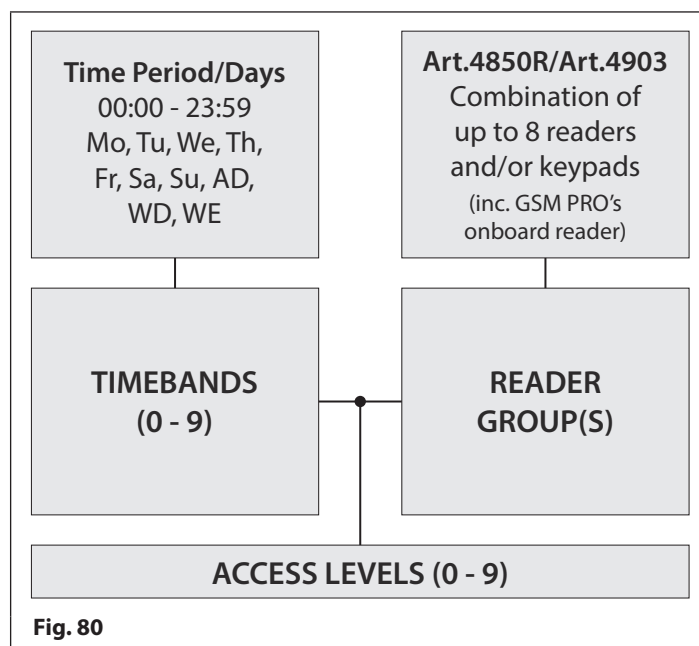 Time Period/Days
00:00 - 23:59
Mo, Tu, We, Th,
Fr, Sa, Su, AD,
WD, WE
Art.4850R/Art.4903
Combination of
up to 8 readers
and/or keypads
(inc. GSM PRO's
onboard reader)
TIMEBANDS
(0 - 9)
READER
GROUP(S)
ACCESS LEVELS (0 - 9)
Fig. 80